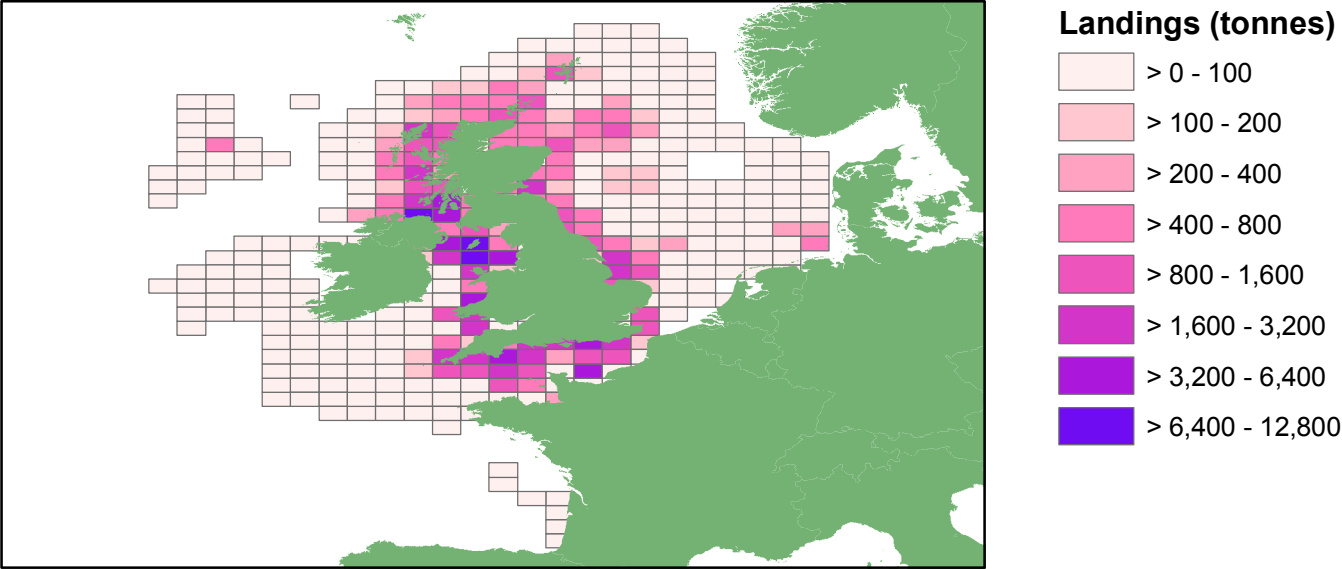 Landings (tonnes)
> 0 - 100
> 100 - 200
> 200 - 400
> 400 - 800
> 800 - 1,600
> 1,600 - 3,200
> 3,200 - 6,400
> 6,400 - 12,800